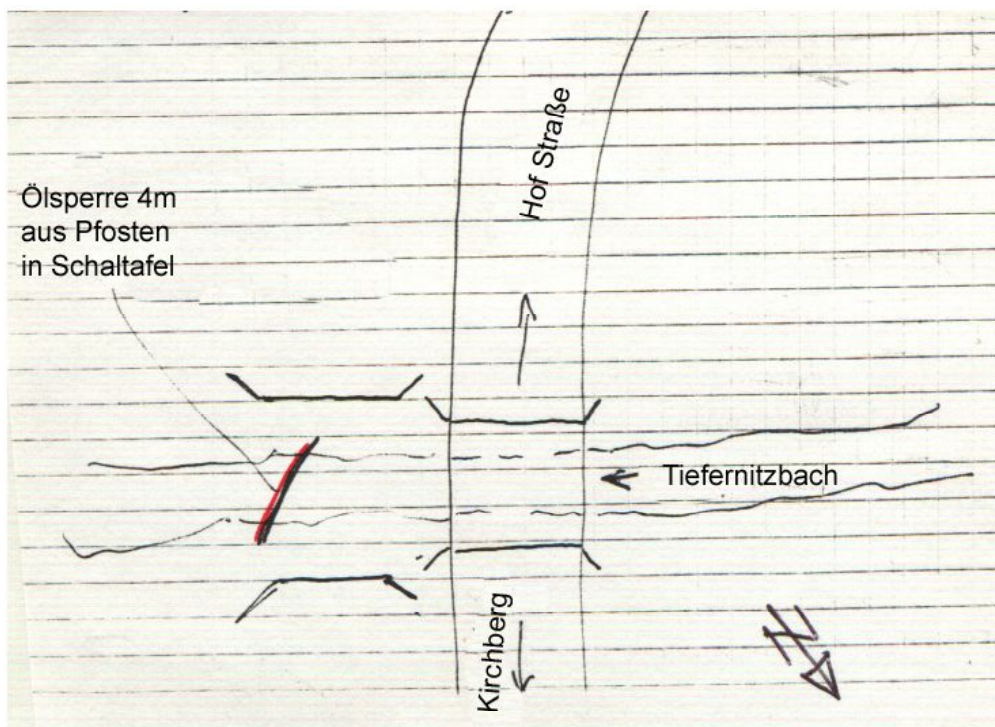 Hof Straße
Ölsperre 4m
aus Pfosten
in Schaltafel
Tiefernitzbach
Kirchberg
N